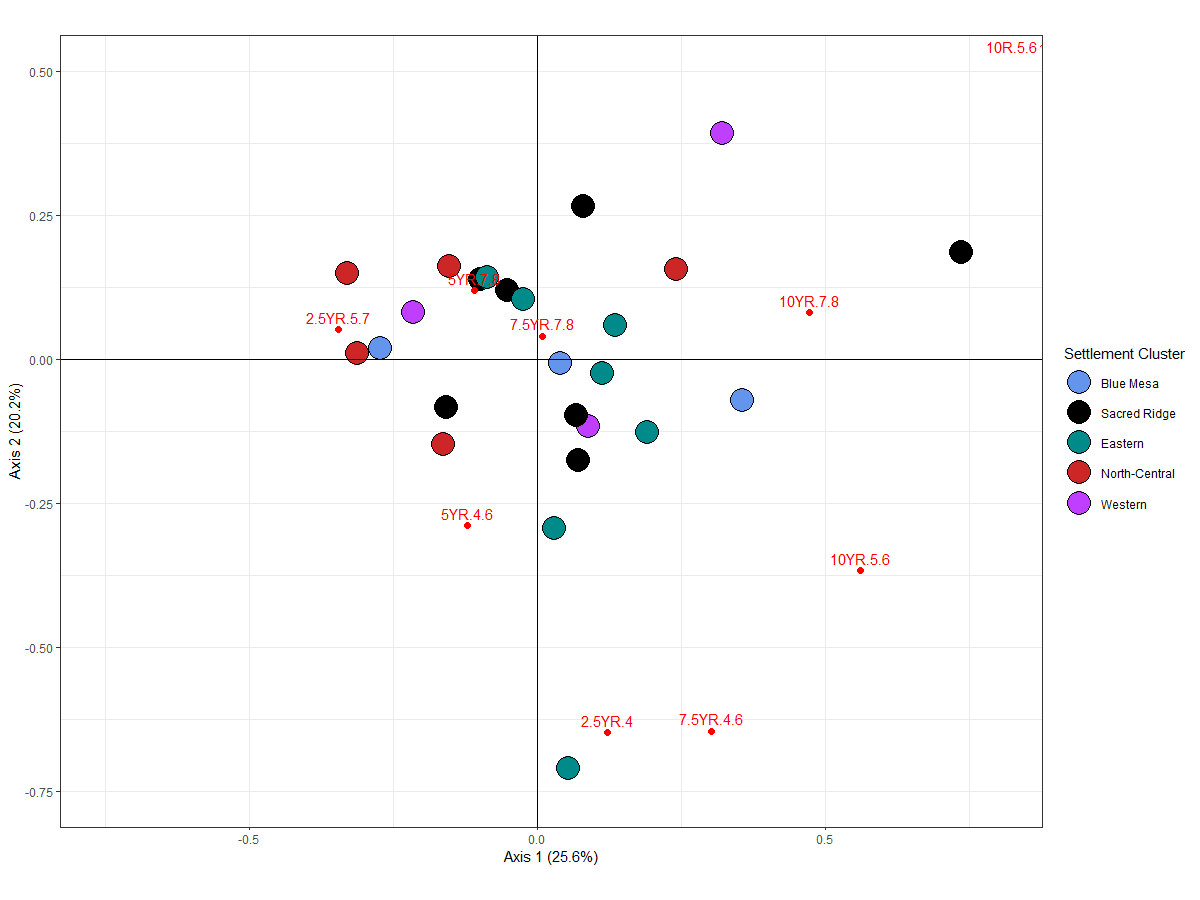 10R.5.6
0.50
0.25
0.00
-0.25
-0.50
-0.75
Axis 2 (20.2%)
5YR.7.8
10YR.7.8
2.5YR.5.7
7.5YR.7.8
5YR.4.6
10YR.5.6
2.5YR.4
7.5YR.4.6
-0.5
0.0
0.5
Axis 1 (25.6%)
Settlement Cluster
Blue Mesa
Sacred Ridge
Eastern
North-Central
Western